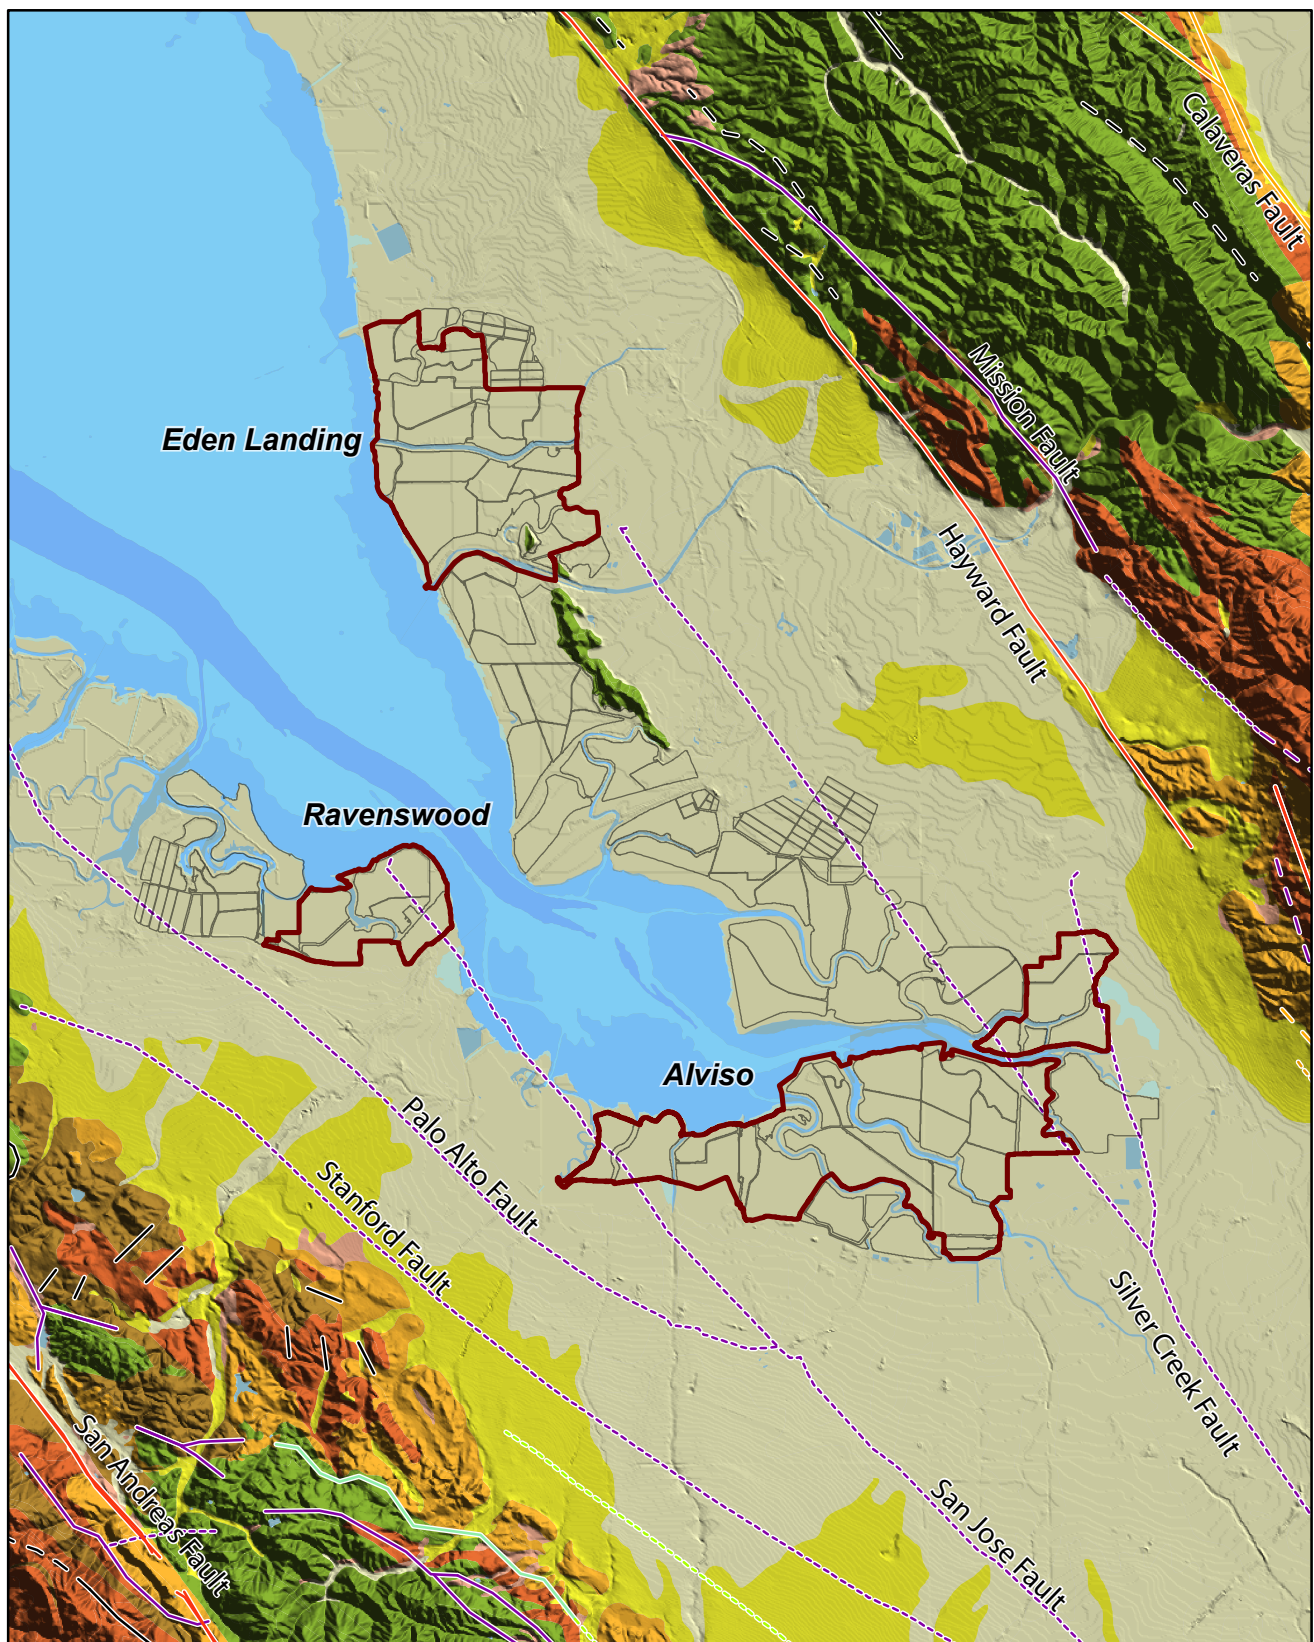 Calaveras Fault
Mission Fault
Eden Landing
Hayward Fault
Ravenswood
Alviso
Palo Alto Fault
Stanford Fault
Silver Creek Fault
San Andreas Fault
San Jose Fault